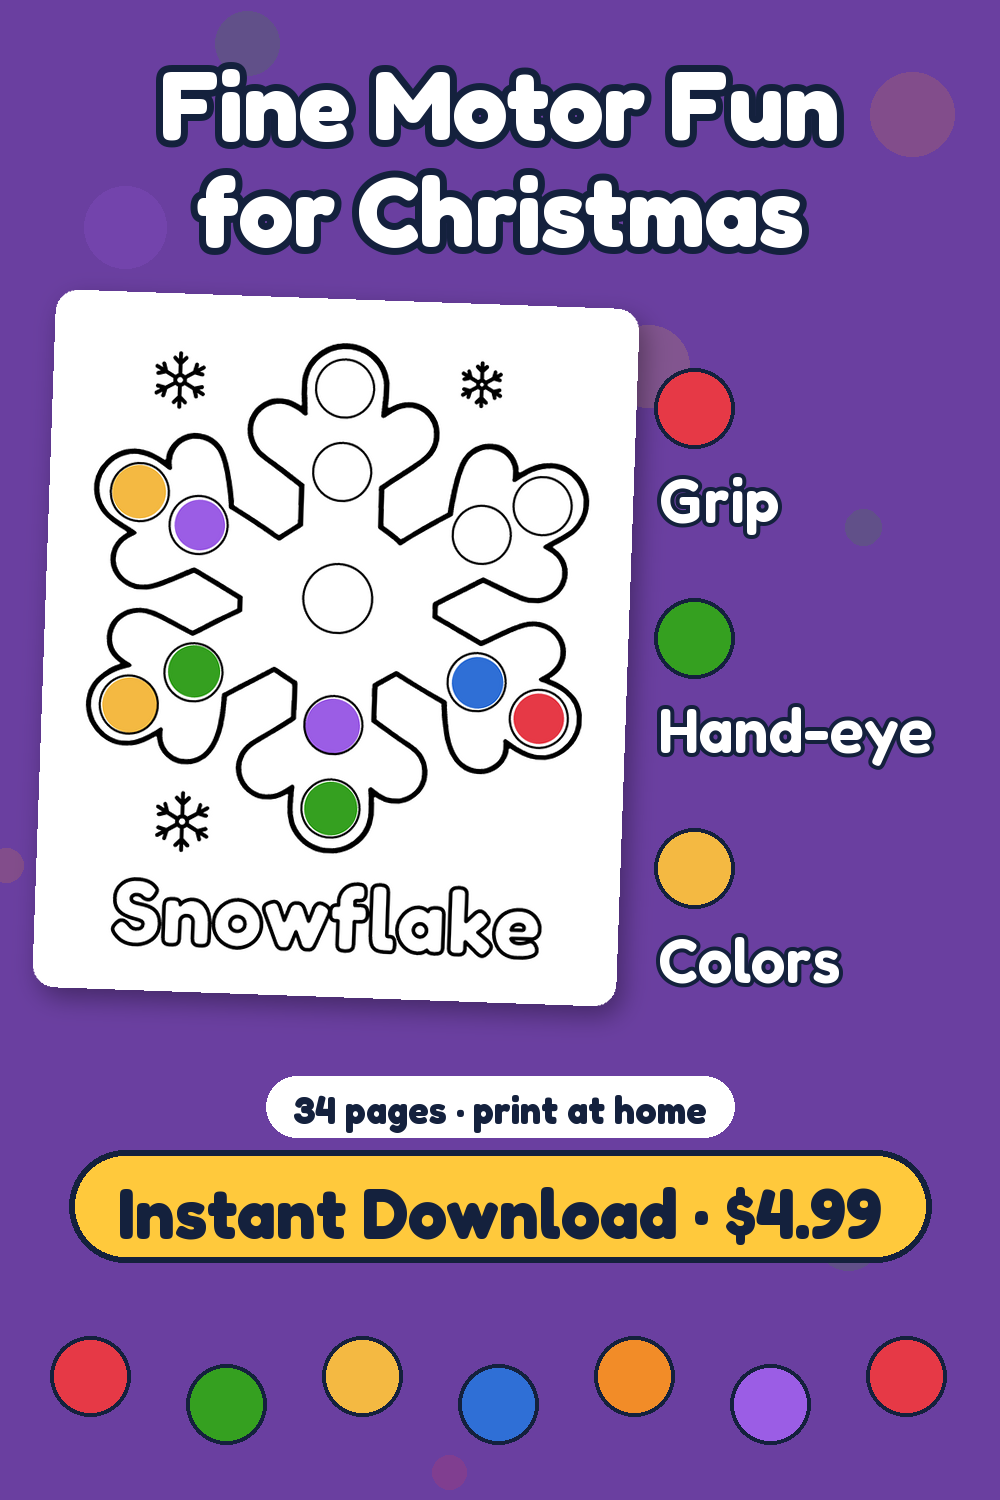 Fine Motor Fun
for Christmas
Grip
Hand-eye
Colors
Snowflake
34 pages · print at home
Instant Download · $4.99